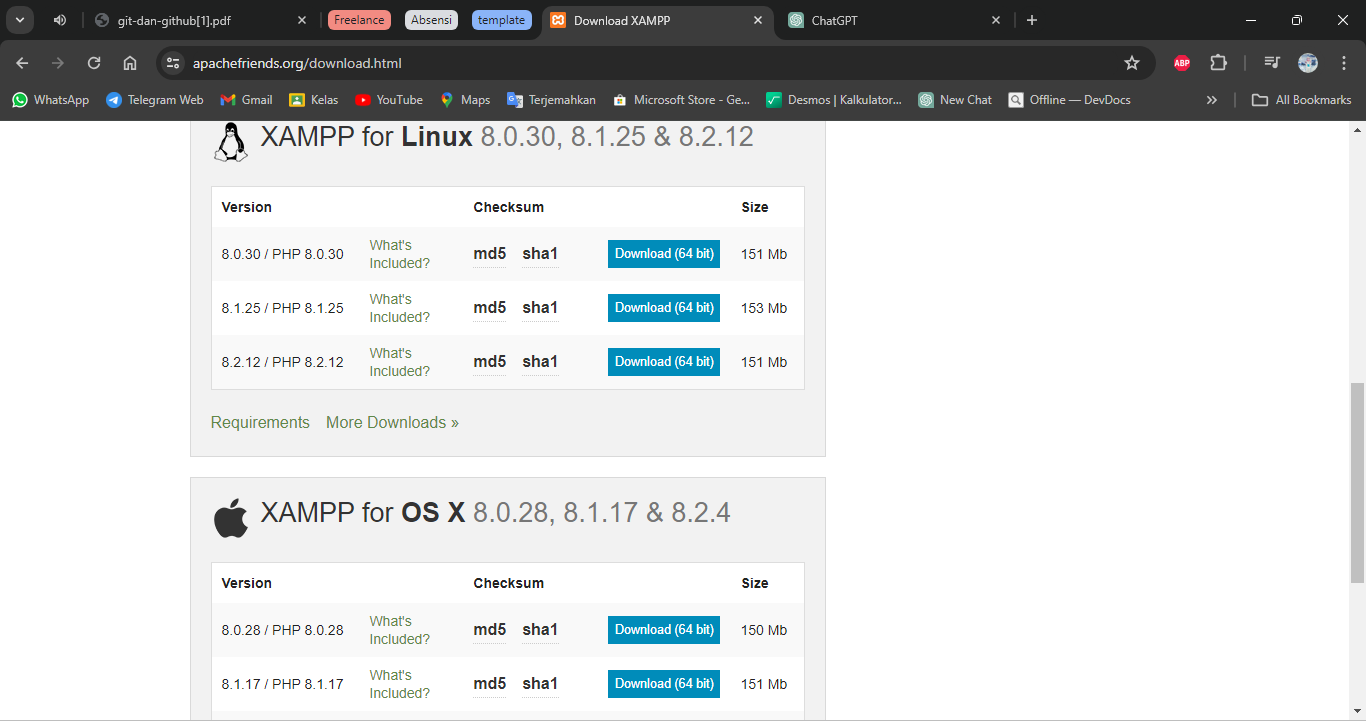 git-dan-github[1].pdf
Freelance
Absensi
template
Download XAMPP
ChatGPT
apachefriends.org/download.html
ABP
WhatsApp
Telegram Web
Gmail
Kelas
YouTube
Maps
Terjemahkan
Microsoft Store - Ge...
Desmos | Kalkulator...
New Chat
Offline — DevDocs
»
All Bookmarks
XAMPP for Linux 8.0.30, 8.1.25 & 8.2.12
Version Checksum Size
8.0.30 / PHP 8.0.30 What's Included? md5 sha1 Download (64 bit) 151 Mb
8.1.25 / PHP 8.1.25 What's Included? md5 sha1 Download (64 bit) 153 Mb
8.2.12 / PHP 8.2.12 What's Included? md5 sha1 Download (64 bit) 151 Mb
Requirements More Downloads »
XAMPP for OS X 8.0.28, 8.1.17 & 8.2.4
Version Checksum Size
8.0.28 / PHP 8.0.28 What's Included? md5 sha1 Download (64 bit) 150 Mb
8.1.17 / PHP 8.1.17 What's Included? md5 sha1 Download (64 bit) 151 Mb